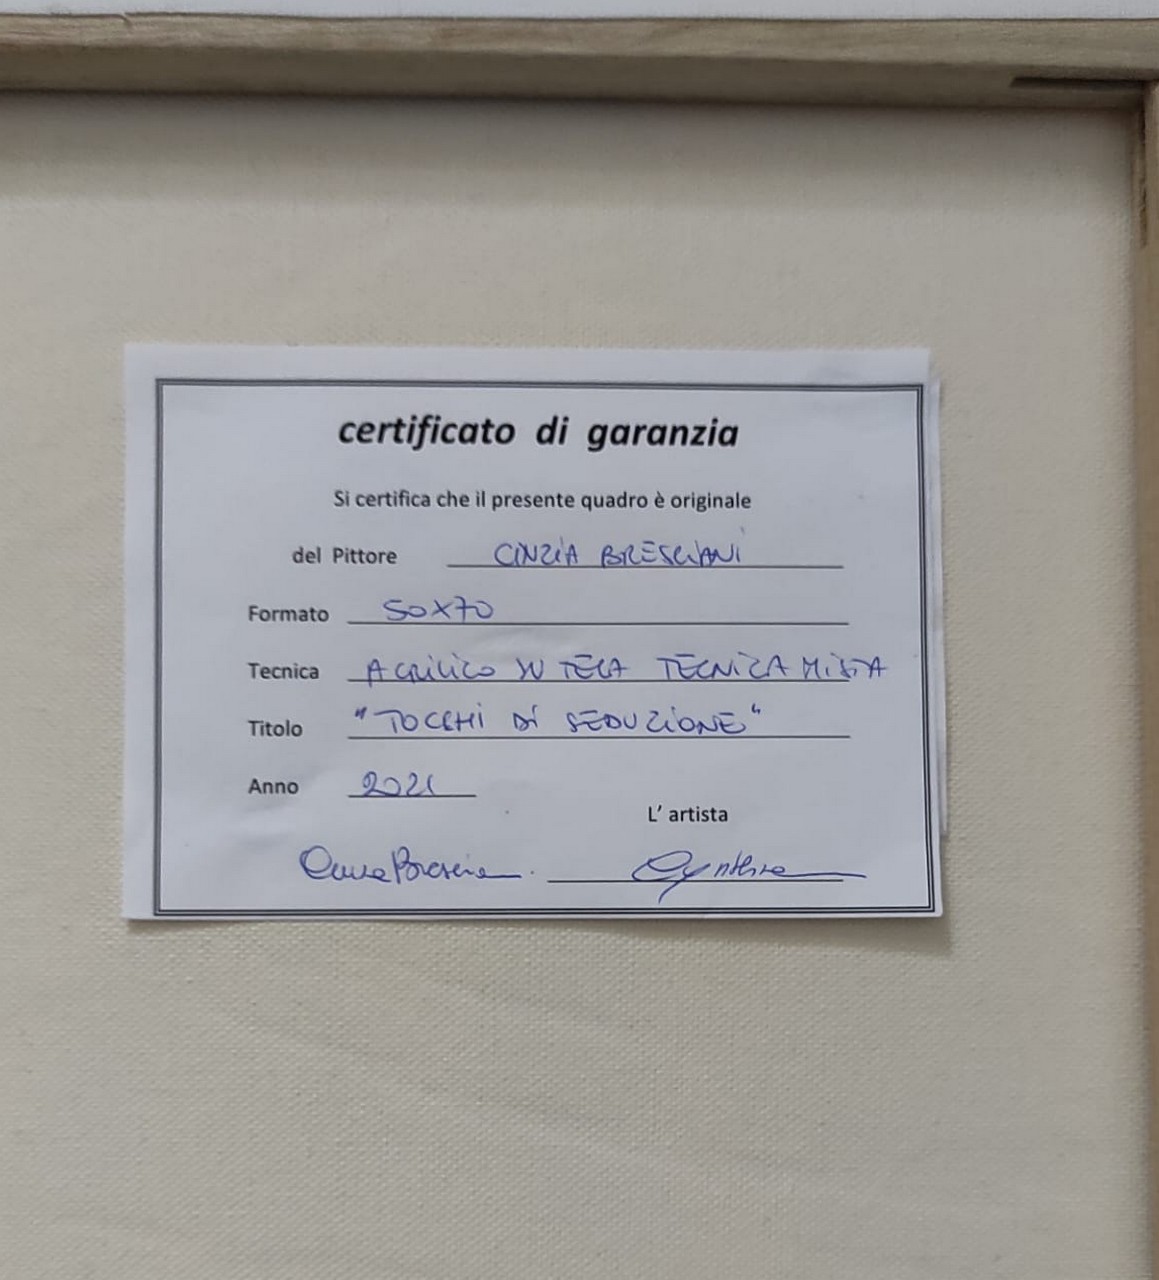 certificato di garanzia
Si certifica che il presente quadro è originale
del Pittore CINZIA BRESCIANI
Formato 50X70
Tecnica ACRILICO SU TELA TECNICA MISTA
Titolo "TOCCHI DI SEDUZIONE"
Anno 2021
L' artista
Cynthia